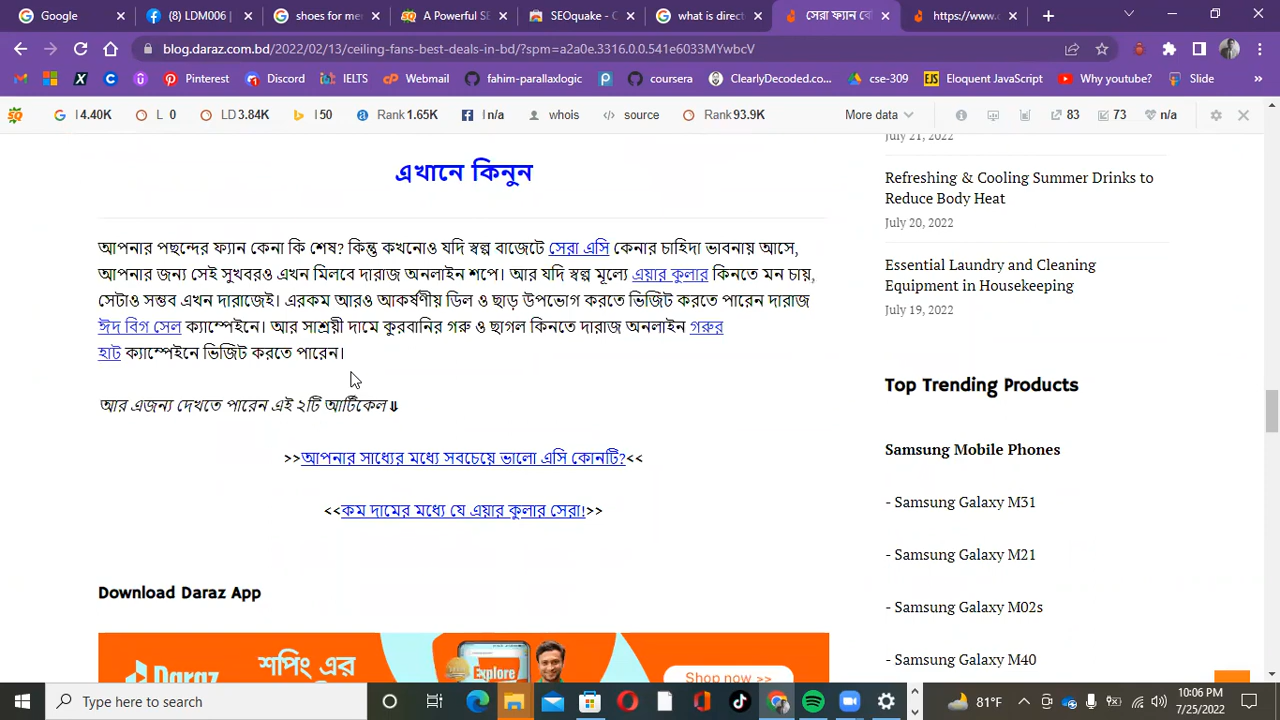 Google
(8) LDM006
shoes for me
A Powerful SE
SEOquake - C
what is direct
সেরা ফ্যান বে
https://www.
blog.daraz.com.bd/2022/02/13/ceiling-fans-best-deals-in-bd/?spm=a2a0e.3316.0.0.541e6033MYwbcV
Pinterest
Discord
IELTS
Webmail
fahim-parallaxlogic
coursera
ClearlyDecoded.co...
cse-309
Eloquent JavaScript
Why youtube?
Slide
I 4.40K
L 0
LD 3.84K
I 50
Rank 1.65K
I n/a
whois
source
Rank 93.9K
More data
83
73
n/a
এখানে কিনুন
আপনার পছন্দের ফ্যান কেনা কি শেষ? কিন্তু কখনোও যদি স্বল্প বাজেটে সেরা এসি কেনার চাহিদা ভাবনায় আসে,
আপনার জন্য সেই সুখবরও এখন মিলবে দারাজ অনলাইন শপে। আর যদি স্বল্প মূল্যে এয়ার কুলার কিনতে মন চায়,
সেটাও সম্ভব এখন দারাজেই। এরকম আরও আকর্ষণীয় ডিল ও ছাড় উপভোগ করতে ভিজিট করতে পারেন দারাজ
ঈদ বিগ সেল ক্যাম্পেইনে। আর সাশ্রয়ী দামে কুরবানির গরু ও ছাগল কিনতে দারাজ অনলাইন গরুর
হাট ক্যাম্পেইনে ভিজিট করতে পারেন।
আর এজন্য দেখতে পারেন এই ২টি আর্টিকেল⇓
>>আপনার সাধ্যের মধ্যে সবচেয়ে ভালো এসি কোনটি?<<
<<কম দামের মধ্যে যে এয়ার কুলার সেরা!>>
Download Daraz App
Daraz
শপিং এর
Explore
Shop now >>
July 21, 2022
Refreshing & Cooling Summer Drinks to
Reduce Body Heat
July 20, 2022
Essential Laundry and Cleaning
Equipment in Housekeeping
July 19, 2022
Top Trending Products
Samsung Mobile Phones
- Samsung Galaxy M51
- Samsung Galaxy M21
- Samsung Galaxy M02s
- Samsung Galaxy M40
Type here to search
81°F
10:06 PM
7/25/2022